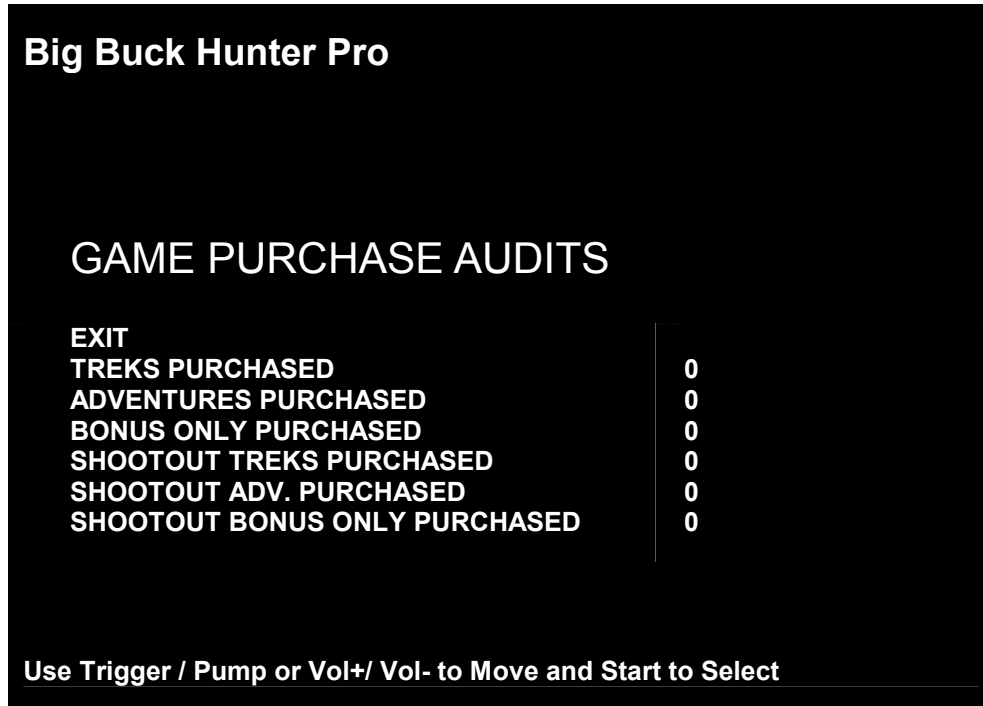 Big Buck Hunter Pro
GAME PURCHASE AUDITS
EXIT
TREKS PURCHASED 0
ADVENTURES PURCHASED 0
BONUS ONLY PURCHASED 0
SHOOTOUT TREKS PURCHASED 0
SHOOTOUT ADV. PURCHASED 0
SHOOTOUT BONUS ONLY PURCHASED 0
Use Trigger / Pump or Vol+/ Vol- to Move and Start to Select